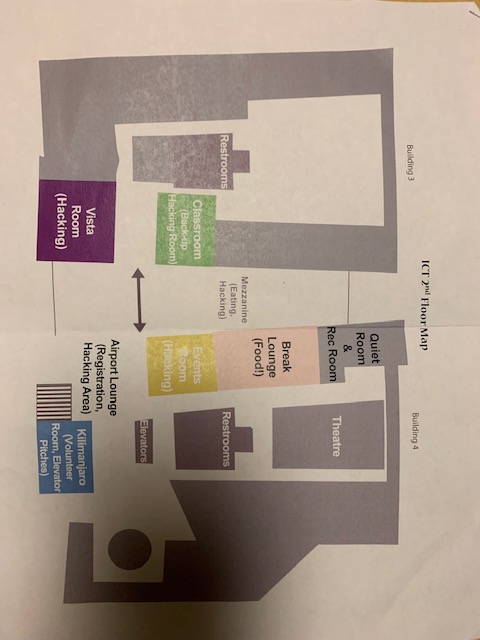 ICT 2nd Floor Map
Building 3
Building 4
Restrooms
Classroom
(Back-up
Hacking Room)
Vista
Room
(Hacking)
Mezzanine
(Eating,
Hacking)
Quiet
Room
&
Rec Room
Break
Lounge
(Food!)
Events
Room
(Hacking)
Airport Lounge
(Registration,
Hacking Area)
Theatre
Restrooms
Elevators
Kilimanjaro
(Volunteer
Room, Elevator
Pitches)